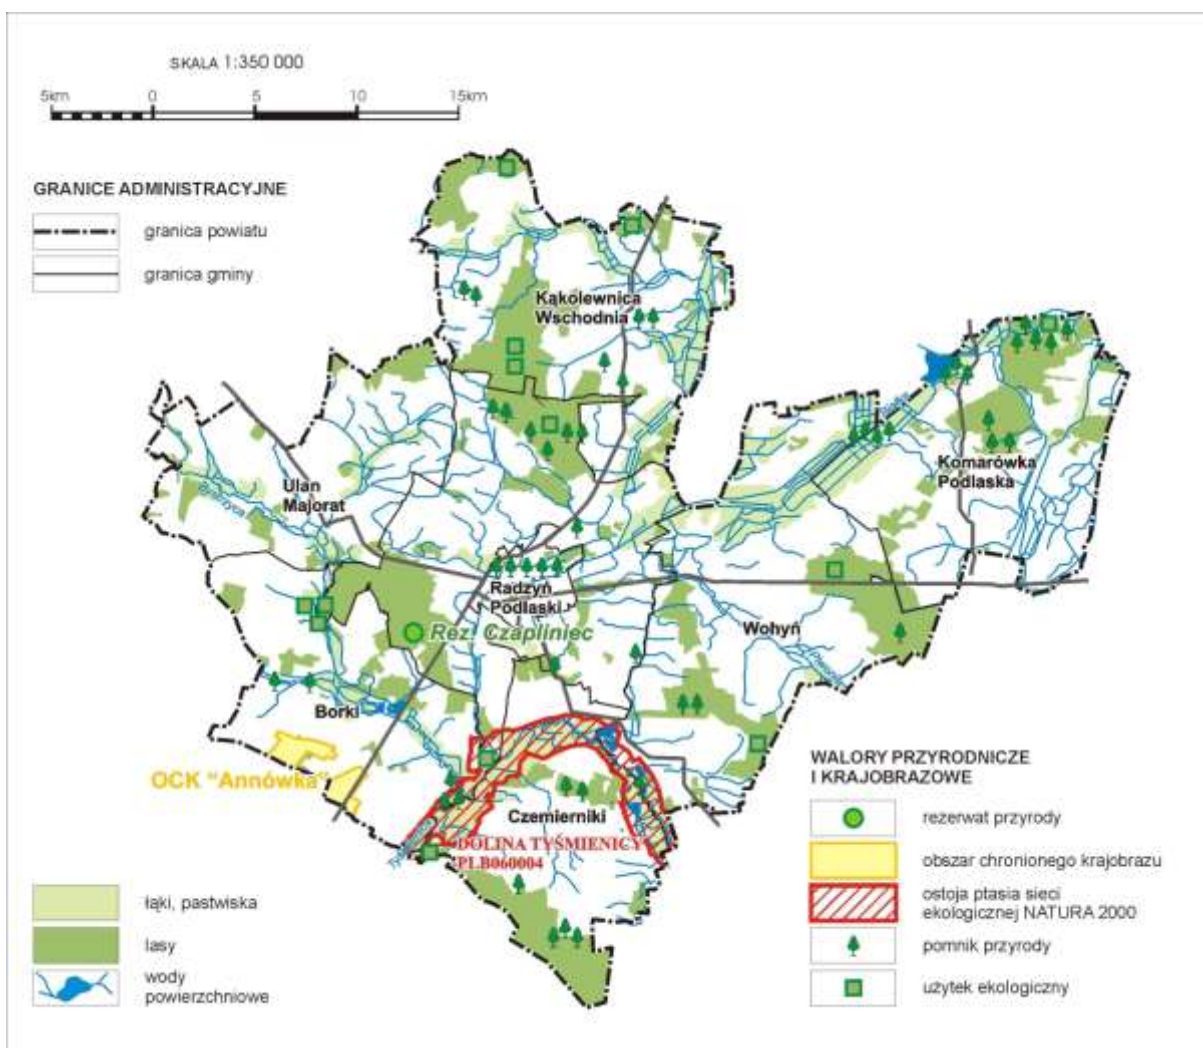 SKALA 1:350 000
5km 0 5 10 15km
GRANICE ADMINISTRACYJNE
granica powiatu
granica gminy
Kąkolewnica
Wschodnia
Ulan
Majorat
Bystrzyca
Komarówka
Podlaska
Radzyń
Podlaski
Rez. Czapliniec
Wohyń
Borki
OCK "Annówka"
Czemierniki
DOLINA TYŚMIENICY
PLB060004
WALORY PRZYRODNICZE
I KRAJOBRAZOWE
rezerwat przyrody
obszar chronionego krajobrazu
ostoja ptasia sieci
ekologicznej NATURA 2000
pomnik przyrody
użytek ekologiczny
łąki, pastwiska
lasy
wody
powierzchniowe